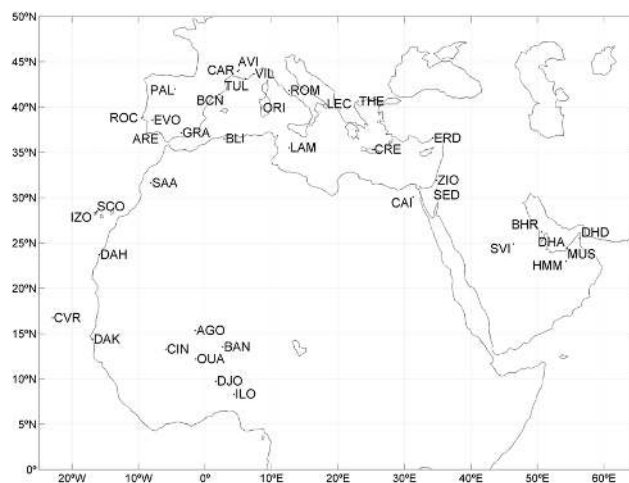 50°N
AVI
CAR
VIL
45°N
TUL
PAL
ROM
BCN
THE
40°N
ORI
LEC
ROC
EVO
GRA
ARE
BLI
ERD
35°N
LAM
CRE
SAA
ZIO
30°N
SED
CAI
SCO
IZO
BHR
DHD
25°N
DHA
SVI
MUS
DAH
HMM
20°N
CVR
15°N
AGO
DAK
BAN
CIN
OUA
10°N
DJO
ILO
5°N
0°
20°W 10°W 0°W 10°E 20°E 30°E 40°E 50°E 60°E